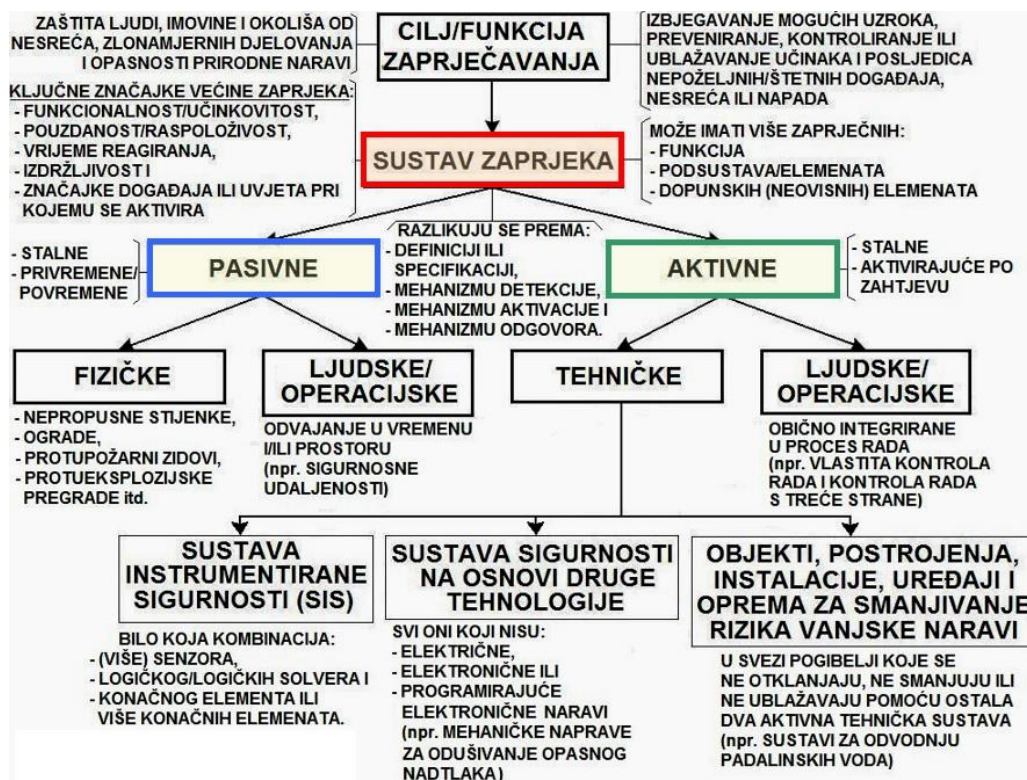 ZAŠTITA LJUDI, IMOVINE I OKOLIŠA OD
NESREĆA, ZLONAMJERNIH DJELOVANJA
I OPASNOSTI PRIRODNE NARAVI
CILJ/FUNKCIJA
ZAPRJEČAVANJA
IZBJEGAVANJE MOGUĆIH UZROKA,
PREVENIRANJE, KONTROLIRANJE ILI
UBLAŽAVANJE UČINAKA I POSLJEDICA
NEPOŽELJNIH/ŠTETNIH DOGAĐAJA,
NESREĆA ILI NAPADA
KLJUČNE ZNAČAJKE VEĆINE ZAPRJEKA:
- FUNKCIONALNOST/UČINKOVITOST,
- POUZDANOST/RASPOLOŽIVOST,
- VRIJEME REAGIRANJA,
- IZDRŽLJIVOST I
- ZNAČAJKE DOGAĐAJA ILI UVJETA PRI
KOJEMU SE AKTIVIRA
SUSTAV ZAPRJEKA
MOŽE IMATI VIŠE ZAPRJEČNIH:
- FUNKCIJA
- PODSUSTAVA/ELEMENATA
- DOPUNSKIH (NEOVISNIH) ELEMENATA
- STALNE
- PRIVREMENE/
POVREMENE
PASIVNE
RAZLIKUJU SE PREMA:
- DEFINICIJI ILI
SPECIFIKACIJI,
- MEHANIZMU DETEKCIJE,
- MEHANIZMU AKTIVACIJE I
- MEHANIZMU ODGOVORA.
AKTIVNE
- STALNE
- AKTIVIRAJUĆE PO
ZAHTJEVU
FIZIČKE
- NEPROPUSNE STIJENKE,
- OGRADE,
- PROTUPOŽARNI ZIDOVI,
- PROTUEKSPLOZIJSKE
PREGRADE itd.
LJUDSKE/
OPERACIJSKE
ODVAJANJE U VREMENU
I/ILI PROSTORU
(npr. SIGURNOSNE
UDALJENOSTI)
TEHNIČKE
LJUDSKE/
OPERACIJSKE
OBIČNO INTEGRIRANE
U PROCES RADA
(npr. VLASTITA KONTROLA
RADA I KONTROLA RADA
S TREĆE STRANE)
SUSTAVA
INSTRUMENTIRANE
SIGURNOSTI (SIS)
BILO KOJA KOMBINACIJA:
- (VIŠE) SENZORA,
- LOGIČKOG/LOGIČKIH SOLVERA I
- KONAČNOG ELEMENTA ILI
VIŠE KONAČNIH ELEMENATA.
SUSTAVA SIGURNOSTI
NA OSNOVI DRUGE
TEHNOLOGIJE
SVI ONI KOJI NISU:
- ELEKTRIČNE,
- ELEKTRONIČNE ILI
- PROGRAMIRAJUĆE
ELEKTRONIČNE NARAVI
(npr. MEHANIČKE NAPRAVE
ZA ODUŠIVANJE OPASNOG
NADTLAKA)
OBJEKTI, POSTROJENJA,
INSTALACIJE, UREĐAJI I
OPREMA ZA SMANJIVANJE
RIZIKA VANJSKE NARAVI
U SVEZI POGIBELJI KOJE SE
NE OTKLANJAJU, NE SMANJUJU ILI
NE UBLAŽAVAJU POMOĆU OSTALA
DVA AKTIVNA TEHNIČKA SUSTAVA
(npr. SUSTAVI ZA ODVODNJU
PADALINSKIH VODA)